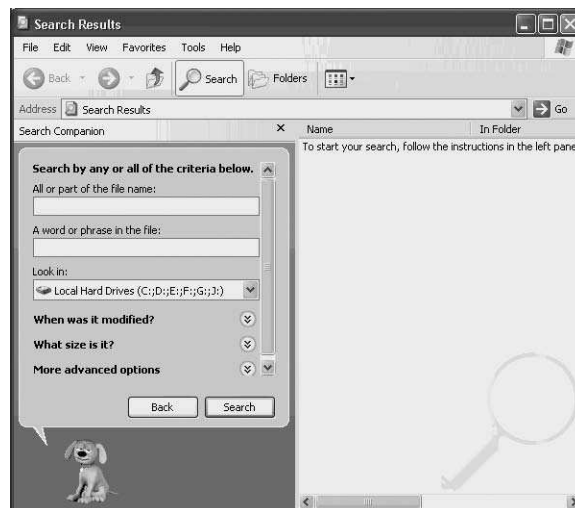 Search Results
File Edit View Favorites Tools Help
Back Search Folders
Address Search Results Go
Search Companion
Name In Folder
To start your search, follow the instructions in the left pane
Search by any or all of the criteria below.
All or part of the file name:
A word or phrase in the file:
Look in:
Local Hard Drives (C:;D:;E:;F:;G:;J:)
When was it modified?
What size is it?
More advanced options
Back Search